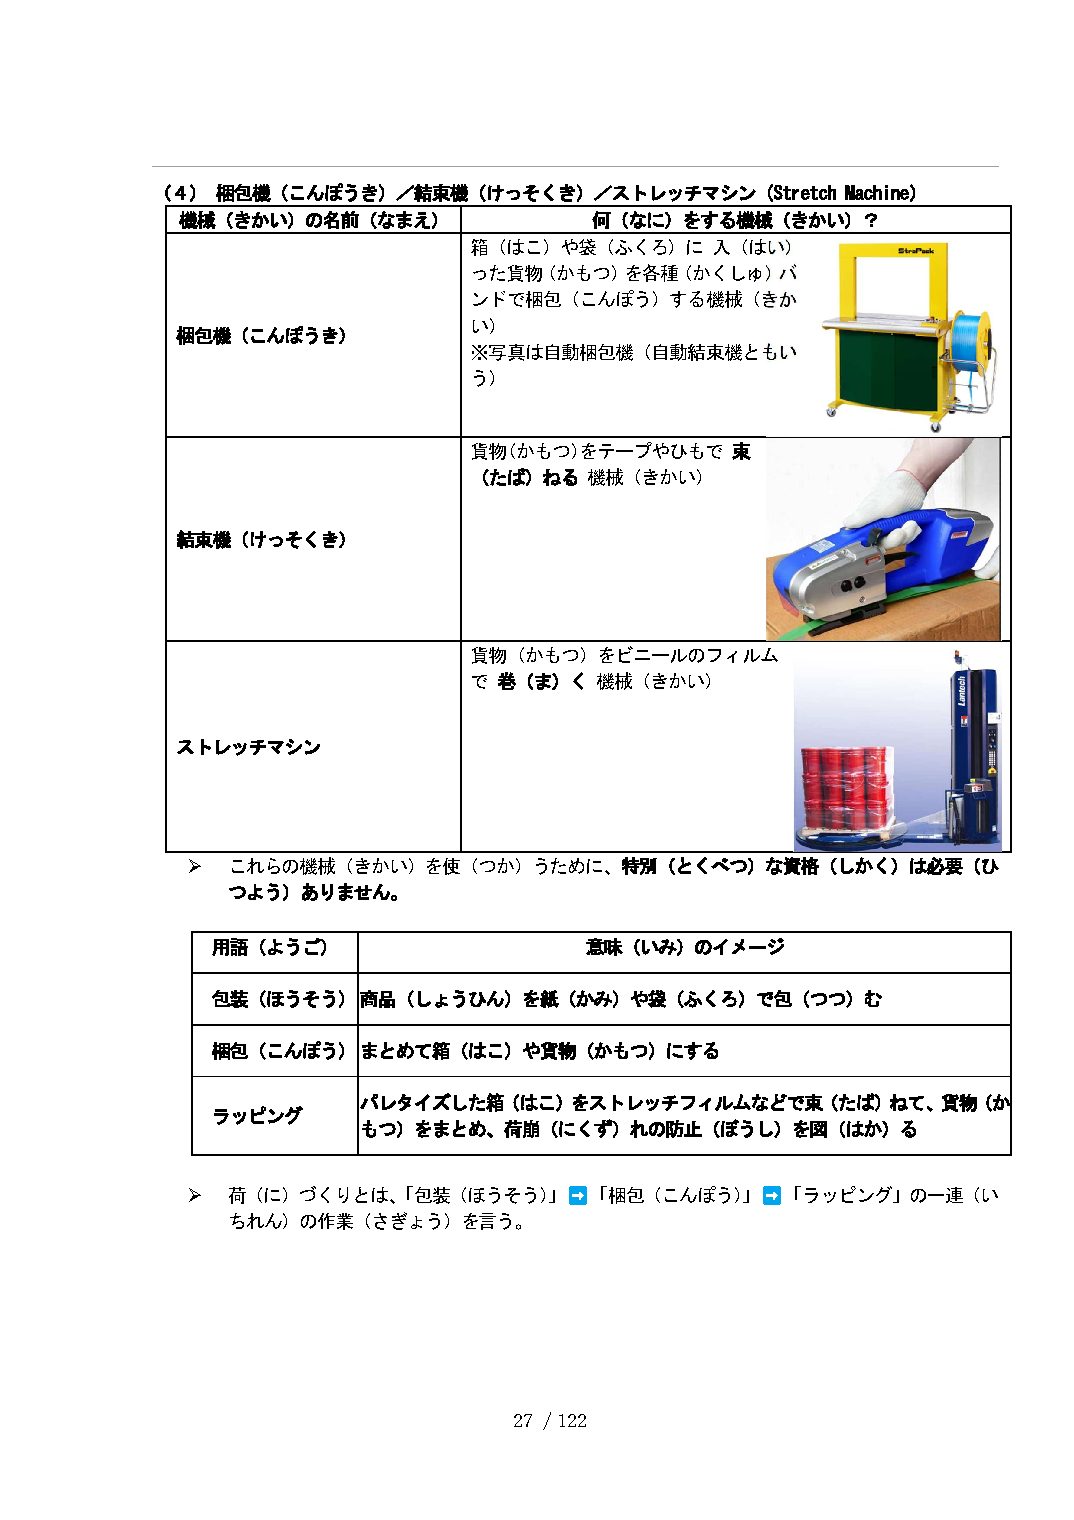 （４） 梱包機（こんぽうき）／結束機（けっそくき）／ストレッチマシン（Stretch Machine）
機械（きかい）の名前（なまえ） 何（なに）をする機械（きかい）？
梱包機（こんぽうき）
箱（はこ）や袋（ふくろ）に 入（はい）
った貨物（かもつ）を各種（かくしゅ）バ
ンドで梱包（こんぽう）する機械（きか
い）
※写真は自動梱包機（自動結束機ともい
う）
StraPack
結束機（けっそくき）
貨物（かもつ）をテープやひもで 束
（たば）ねる 機械（きかい）
ストレッチマシン
貨物（かもつ）をビニールのフィルム
で 巻（ま）く 機械（きかい）
Lantech
➢ これらの機械（きかい）を使（つか）うために、特別（とくべつ）な資格（しかく）は必要（ひ
つよう）ありません。
用語（ようご） 意味（いみ）のイメージ
包装（ほうそう） 商品（しょうひん）を紙（かみ）や袋（ふくろ）で包（つつ）む
梱包（こんぽう） まとめて箱（はこ）や貨物（かもつ）にする
ラッピング
パレタイズした箱（はこ）をストレッチフィルムなどで束（たば）ねて、貨物（か
もつ）をまとめ、荷崩（にくず）れの防止（ぼうし）を図（はか）る
➢ 荷（に）づくりとは、「包装（ほうそう）」➡「梱包（こんぽう）」➡「ラッピング」の一連（い
ちれん）の作業（さぎょう）を言う。
27 / 122